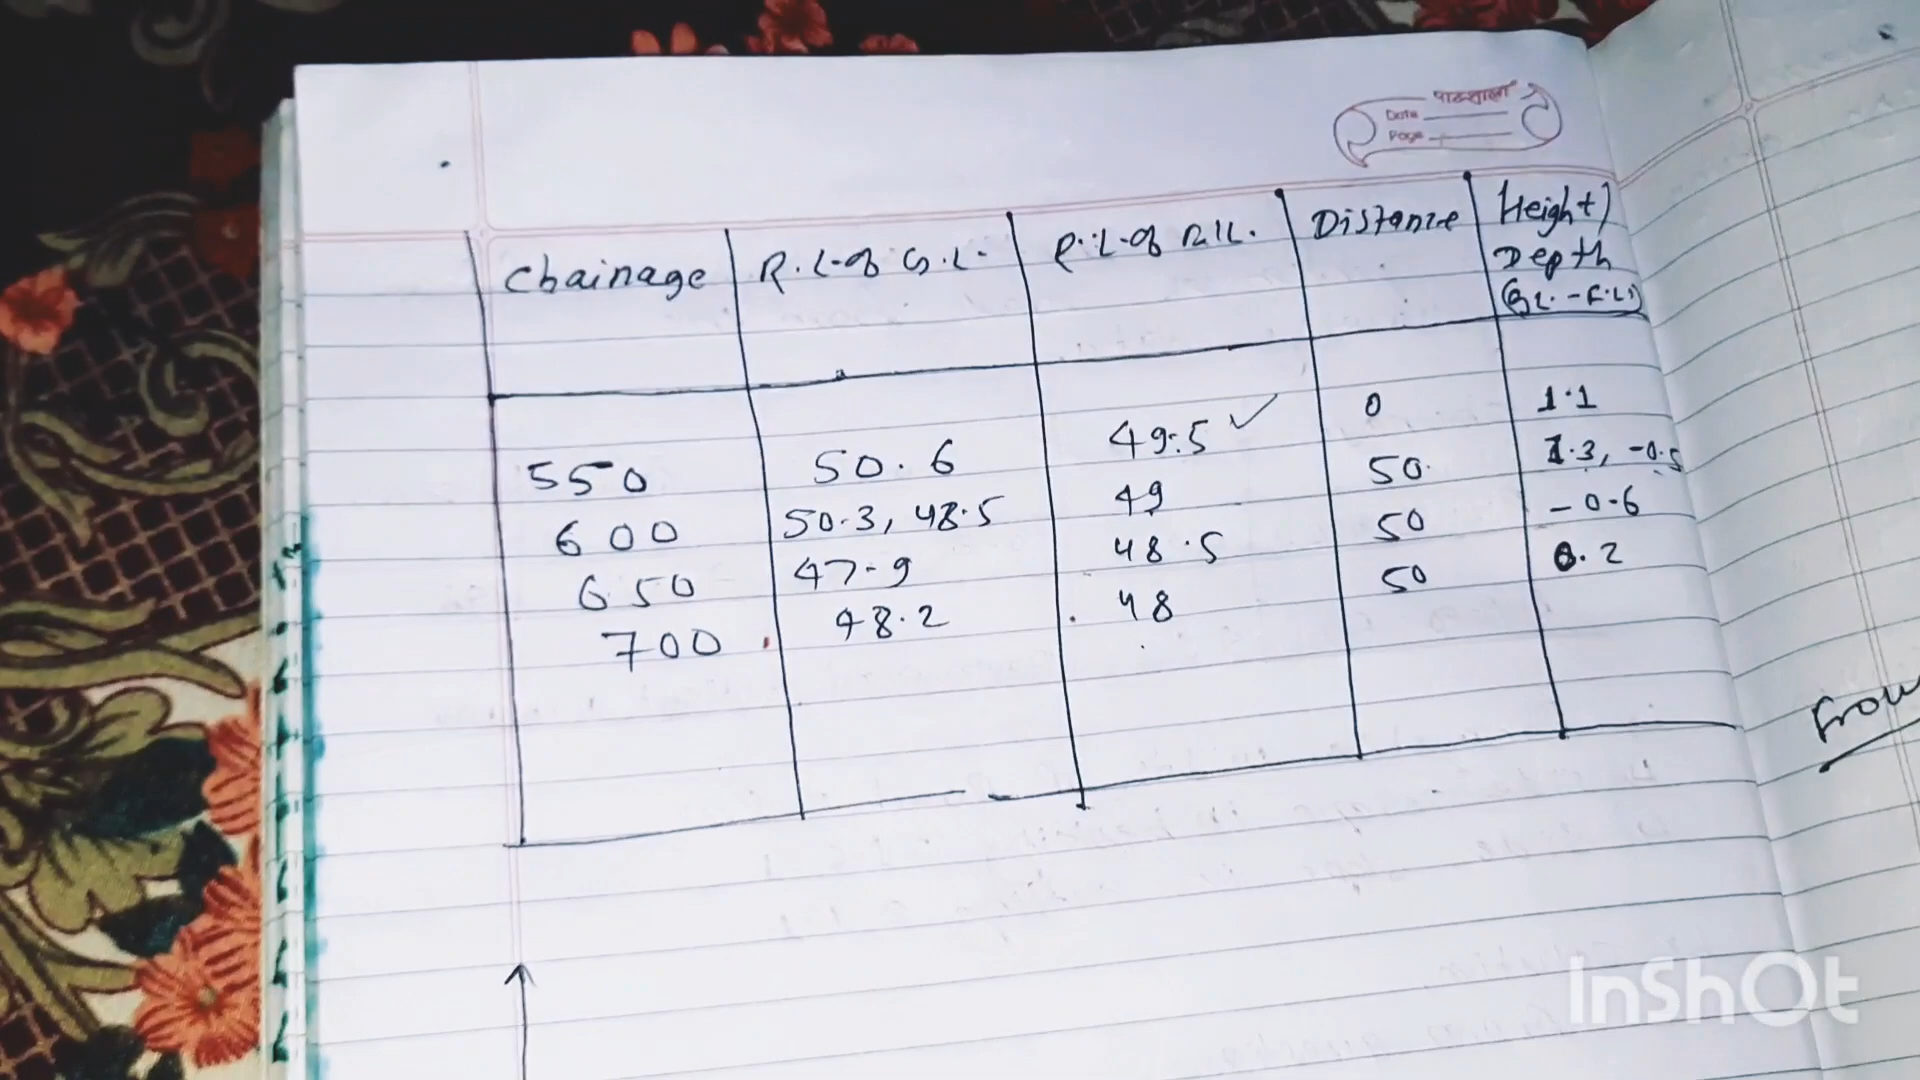 पाठशाला
Date
Page
Chainage R.L. of G.L. R.L. of F.L. Distance Height/
Depth
(G.L. - F.L.)
550 50.6 49.5 ✓ 0 1.1
600 50.3, 48.5 49 50 1.3, -0.5
650 47.9 48.5 50 -0.6
700 48.2 48 50 0.2
From
InShOt